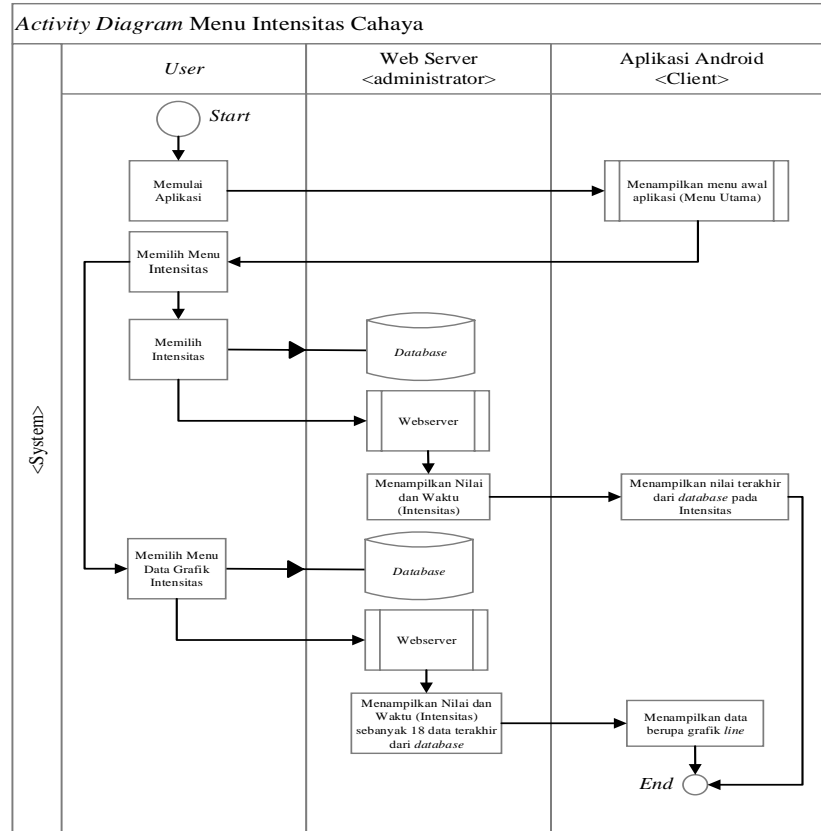 Activity Diagram Menu Intensitas Cahaya
User
Web Server
<administrator>
Aplikasi Android
<Client>
<System>
Start
Memulai
Aplikasi
Menampilkan menu awal
aplikasi (Menu Utama)
Memilih Menu
Intensitas
Memilih
Intensitas
Database
Webserver
Menampilkan Nilai
dan Waktu
(Intensitas)
Menampilkan nilai terakhir
dari database pada
Intensitas
Memilih Menu
Data Grafik
Intensitas
Database
Webserver
Menampilkan Nilai dan
Waktu (Intensitas)
sebanyak 18 data terakhir
dari database
Menampilkan data
berupa grafik line
End